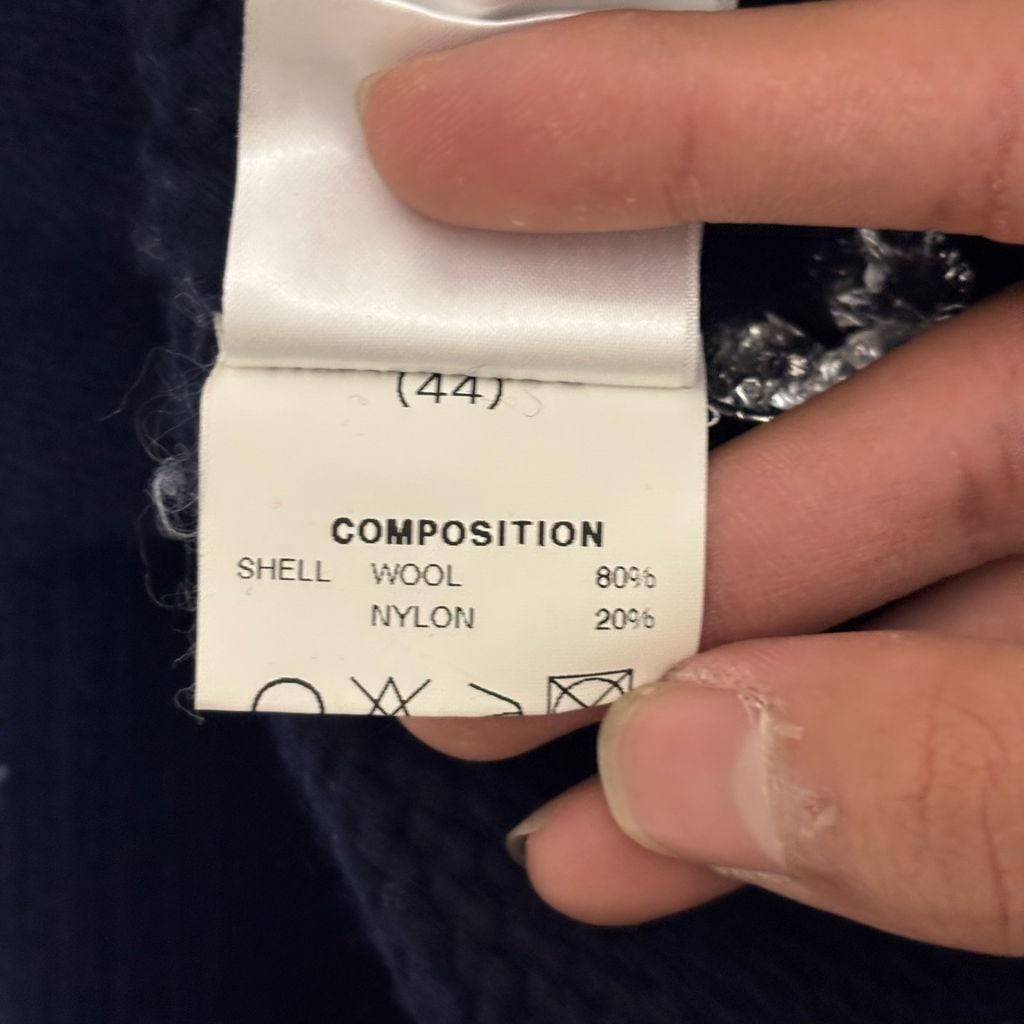 (44)
COMPOSITION
SHELL WOOL 80%
NYLON 20%